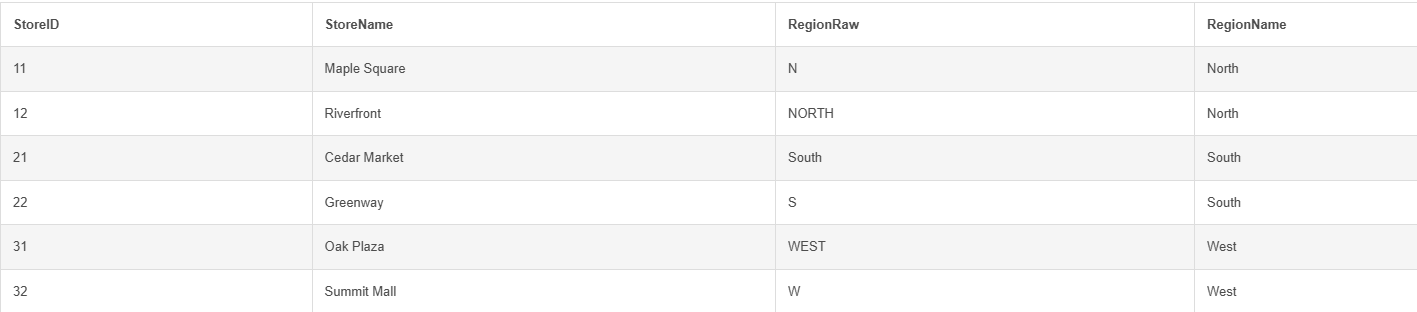 StoreID StoreName RegionRaw RegionName
11 Maple Square N North
12 Riverfront NORTH North
21 Cedar Market South South
22 Greenway S South
31 Oak Plaza WEST West
32 Summit Mall W West